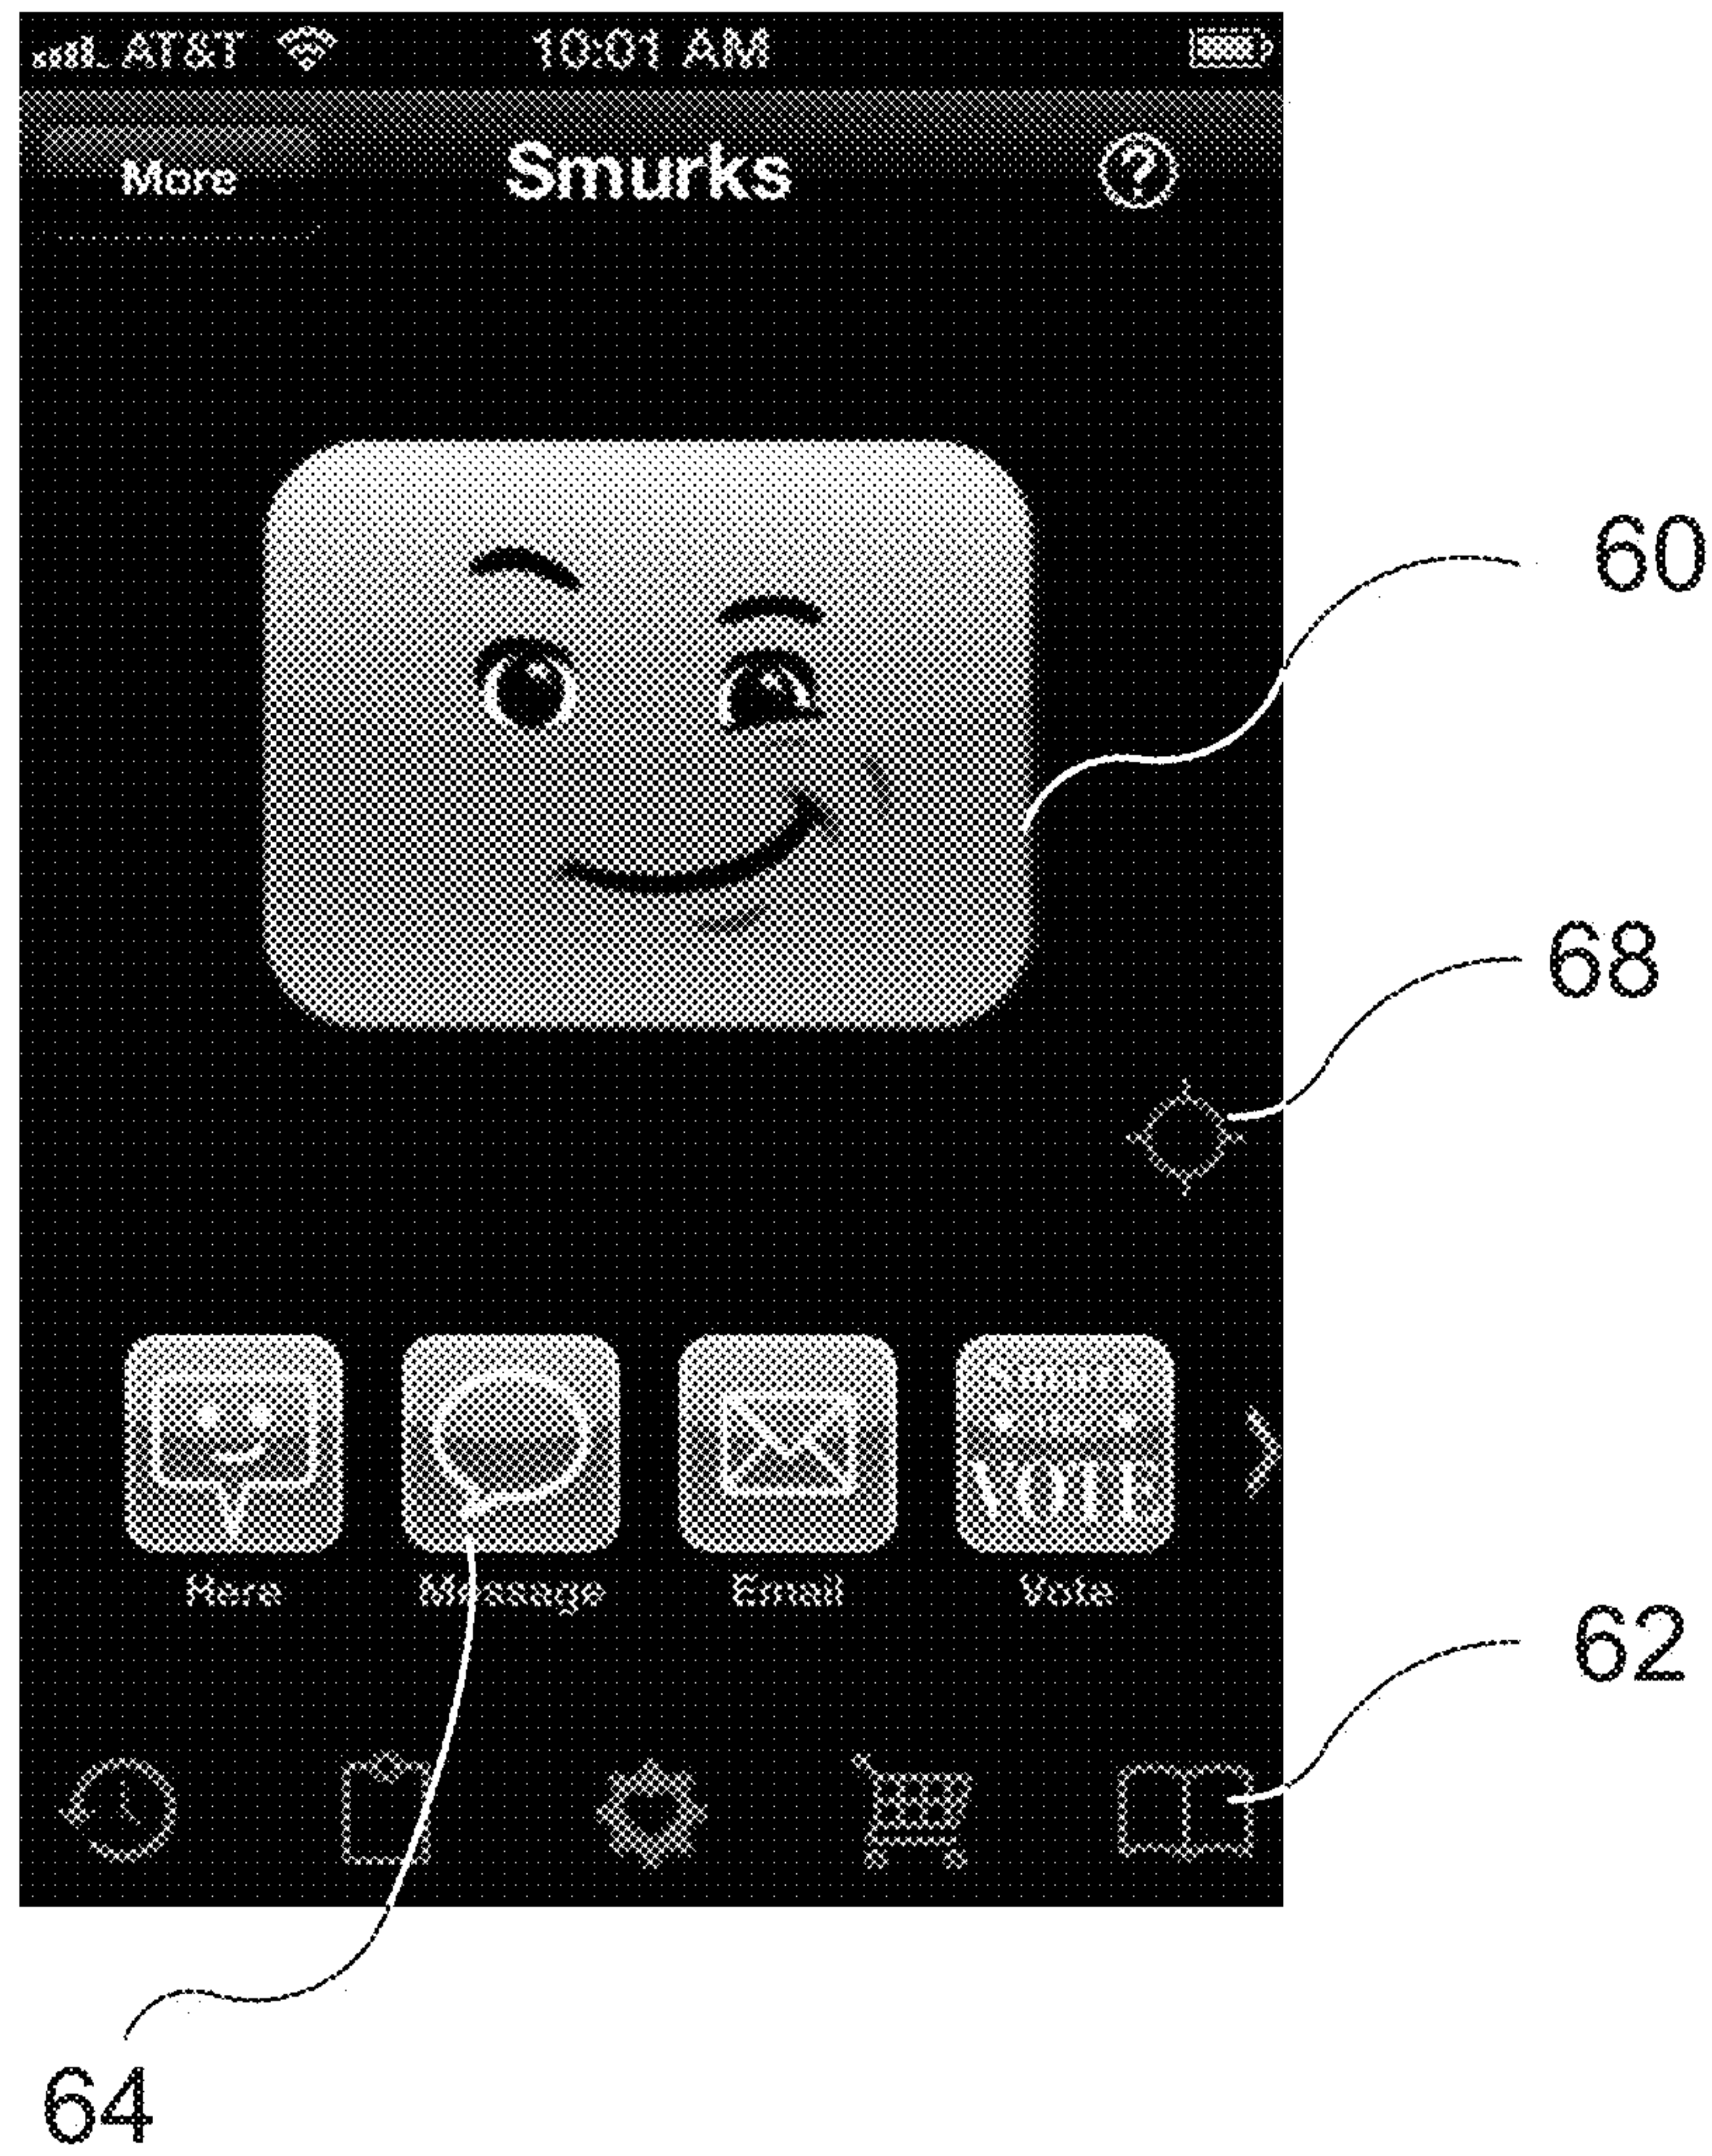 AT&T 10:01 AM
More Smurks
60
68
VOTE
Here Message Email Vote
62
64